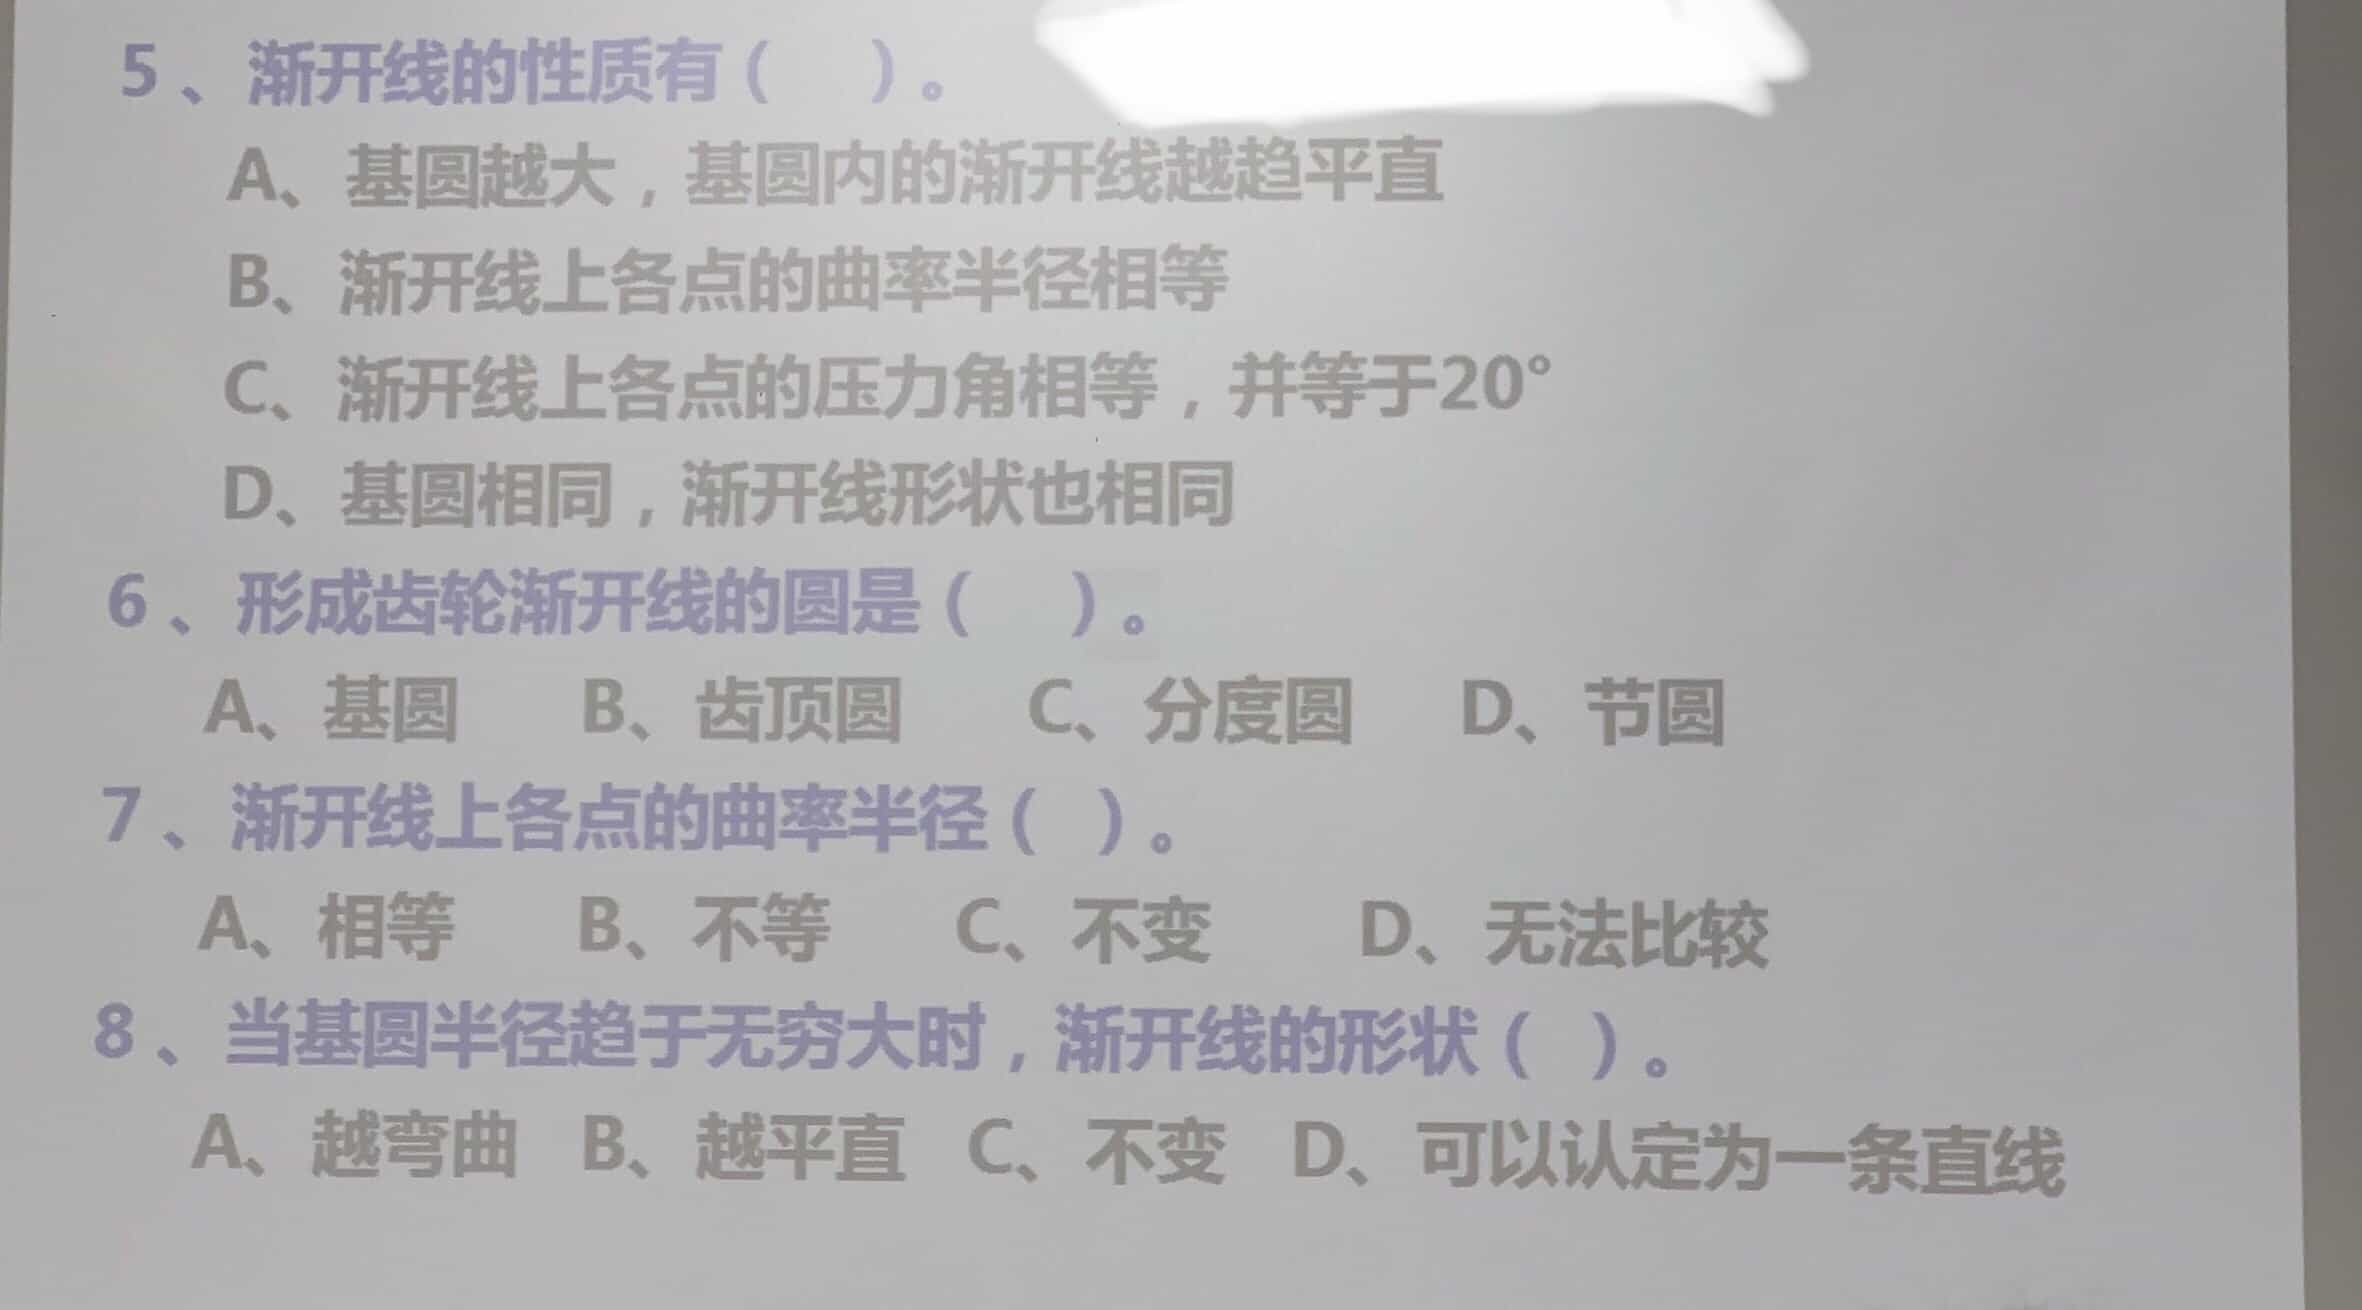 5、渐开线的性质有(    )。
A、基圆越大，基圆内的渐开线越趋平直
B、渐开线上各点的曲率半径相等
C、渐开线上各点的压力角相等，并等于20°
D、基圆相同，渐开线形状也相同
6、形成齿轮渐开线的圆是(    )。
A、基圆 B、齿顶圆 C、分度圆 D、节圆
7、渐开线上各点的曲率半径(  )。
A、相等 B、不等 C、不变 D、无法比较
8、当基圆半径趋于无穷大时，渐开线的形状(  )。
A、越弯曲 B、越平直 C、不变 D、可以认定为一条直线